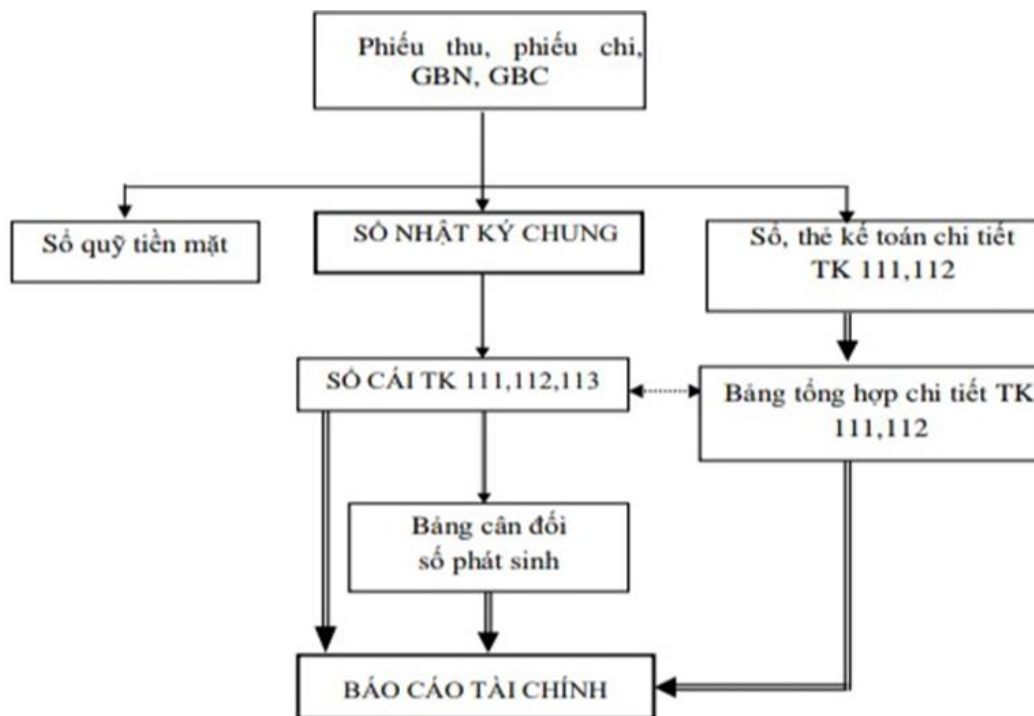 Phiếu thu, phiếu chi,
GBN, GBC
Sổ quỹ tiền mặt
SỔ NHẬT KÝ CHUNG
Sổ, thẻ kế toán chi tiết
TK 111,112
SỔ CÁI TK 111,112,113
Bảng tổng hợp chi tiết TK
111,112
Bảng cân đối
số phát sinh
BÁO CÁO TÀI CHÍNH